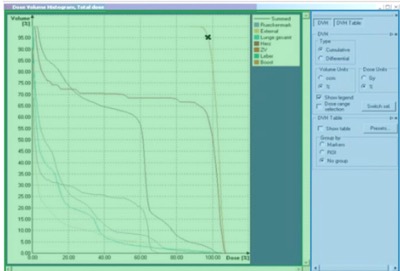 Dose Volume Histogram, Total dose
Volume
[%]
95.00
90.00
85.00
80.00
75.00
70.00
65.00
60.00
55.00
50.00
45.00
40.00
35.00
30.00
25.00
20.00
15.00
10.00
5.00
0.00
0.00 20.00 40.00 60.00 80.00 100.00 Dose [%]
Summed
Rueckenmark
External
Lunge gesamt
Herz
ZV
Leber
Boost
DVH DVH Table
DVH
Type
Cumulative
Differential
Volume Units
ccm
%
Dose Units
Gy
%
Show legend
Dose range
selection
Switch sel.
DVH Table
Show table
Presets...
Group by
Markers
ROI
No group